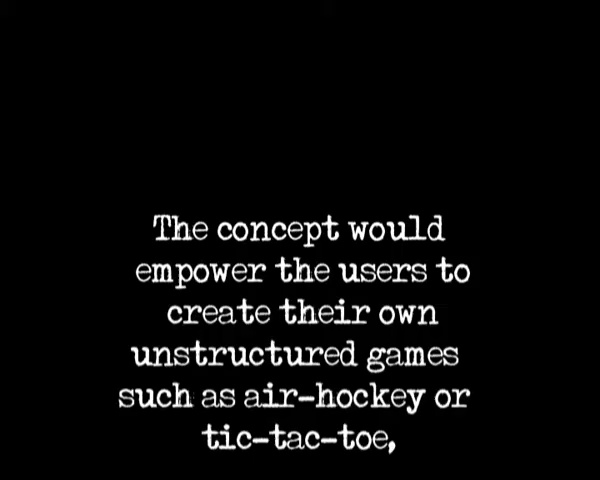 The concept would
empower the users to
create their own
unstructured games
such as air-hockey or
tic-tac-toe,